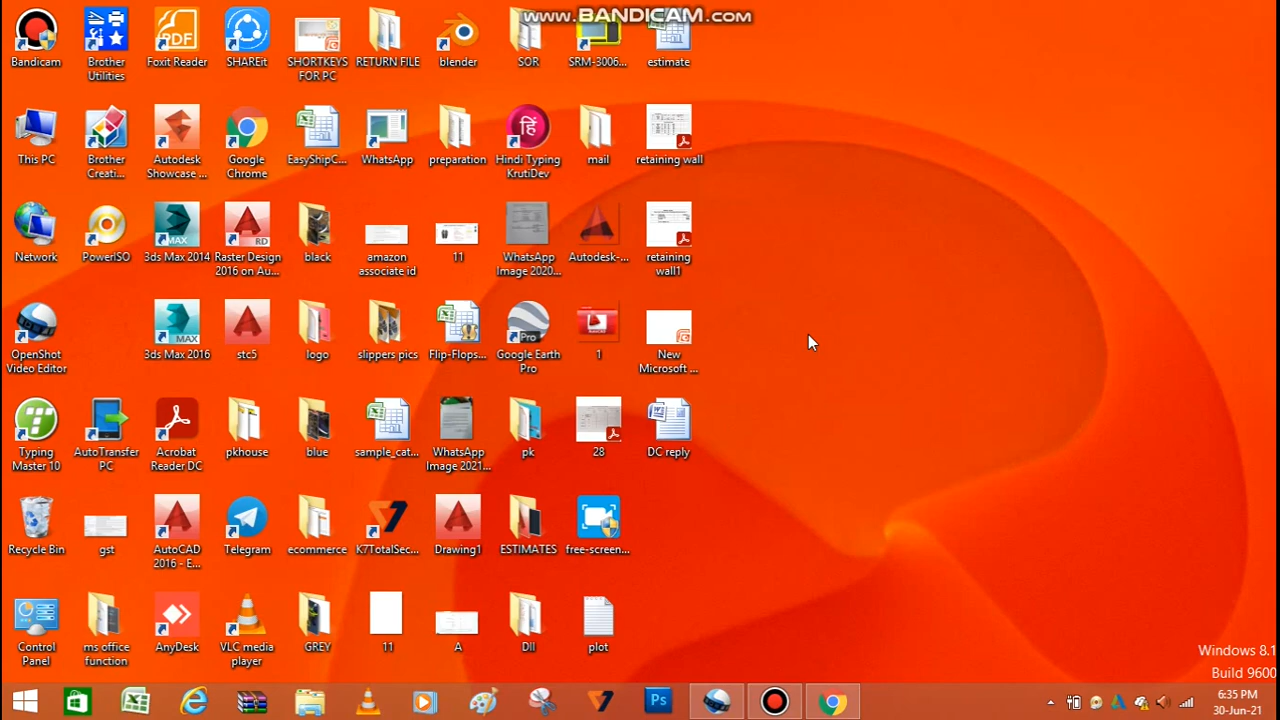 www.BANDICAM.com
Bandicam
Brother
Utilities
Foxit Reader
SHAREit
SHORTKEYS
FOR PC
RETURN FILE
blender
SOR
SRM-3006...
estimate
This PC
Brother
Creati...
Autodesk
Showcase ...
Google
Chrome
EasyShipC...
WhatsApp
preparation
हिं
Hindi Typing
KrutiDev
mail
retaining wall
Network
PowerISO
3ds Max 2014
Raster Design
2016 on Au...
black
amazon
associate id
11
WhatsApp
Image 2020...
Autodesk-...
retaining
wall1
OpenShot
Video Editor
3ds Max 2016
stc5
logo
slippers pics
Flip-Flops...
Google Earth
Pro
1
New
Microsoft ...
Typing
Master 10
AutoTransfer
PC
Acrobat
Reader DC
pkhouse
blue
sample_cat...
WhatsApp
Image 2021...
pk
28
DC reply
Recycle Bin
gst
AutoCAD
2016 - E...
Telegram
ecommerce
K7TotalSec...
Drawing1
ESTIMATES
free-screen...
Control
Panel
ms office
function
AnyDesk
VLC media
player
GREY
11
A
Dll
plot
Windows 8.1
Build 9600
Ps
6:35 PM
30-Jun-21